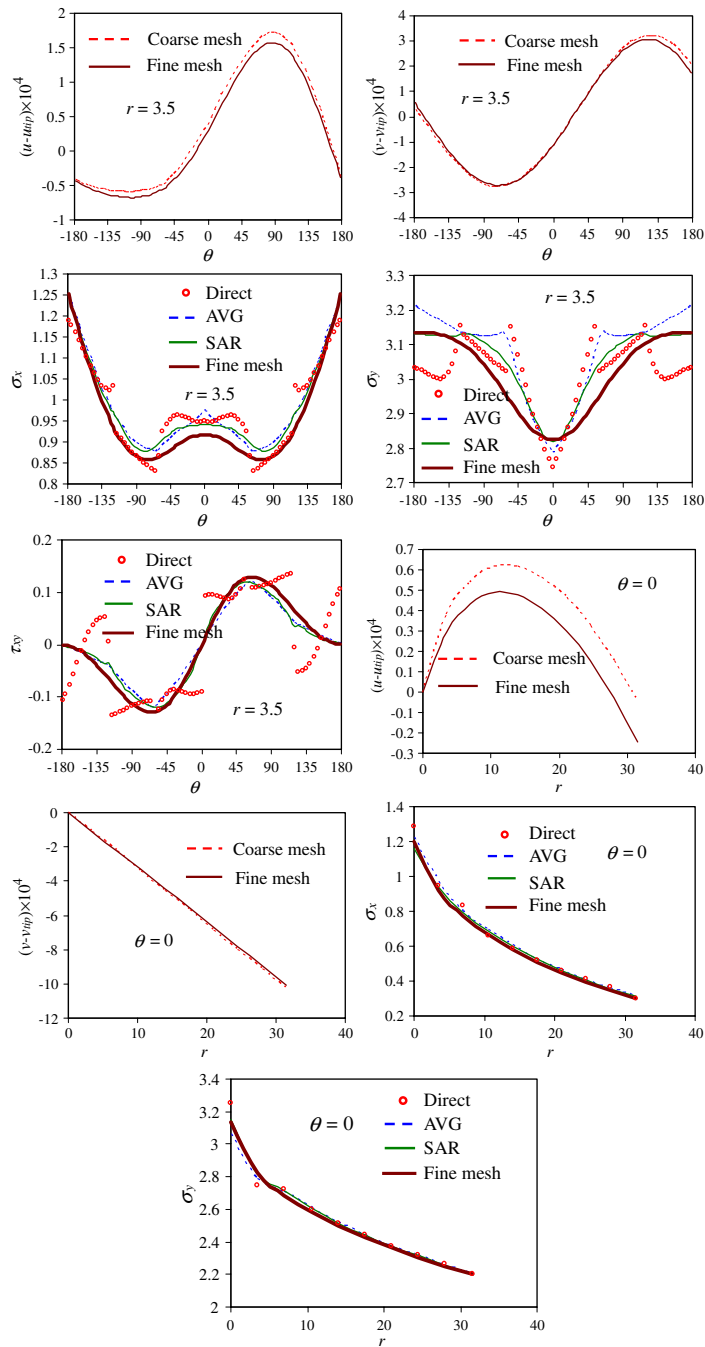 2
1.5
1
0.5
0
-0.5
-1
(u-utip)×10⁴
Coarse mesh
Fine mesh
r = 3.5
-180 -135 -90 -45 0 45 90 135 180
θ
4
3
2
1
0
-1
-2
-3
-4
(v-vtip)×10⁴
Coarse mesh
Fine mesh
r = 3.5
-180 -135 -90 -45 0 45 90 135 180
θ
1.3
1.25
1.2
1.15
1.1
1.05
1
0.95
0.9
0.85
0.8
σx
Direct
AVG
SAR
Fine mesh
r = 3.5
-180 -135 -90 -45 0 45 90 135 180
θ
3.3
3.2
3.1
3
2.9
2.8
2.7
σy
r = 3.5
Direct
AVG
SAR
Fine mesh
-180 -135 -90 -45 0 45 90 135 180
θ
0.2
0.1
0
-0.1
-0.2
τxy
Direct
AVG
SAR
Fine mesh
r = 3.5
-180 -135 -90 -45 0 45 90 135 180
θ
0.7
0.6
0.5
0.4
0.3
0.2
0.1
0
-0.1
-0.2
-0.3
(u-utip)×10⁴
θ = 0
Coarse mesh
Fine mesh
0 10 20 30 40
r
0
-2
-4
-6
-8
-10
-12
(v-vtip)×10⁴
Coarse mesh
Fine mesh
θ = 0
0 10 20 30 40
r
1.4
1.2
1.0
0.8
0.6
0.4
0.2
σx
Direct
AVG
SAR
Fine mesh
θ = 0
0 10 20 30 40
r
3.4
3.2
3
2.8
2.6
2.4
2.2
2
σy
θ = 0
Direct
AVG
SAR
Fine mesh
0 10 20 30 40
r